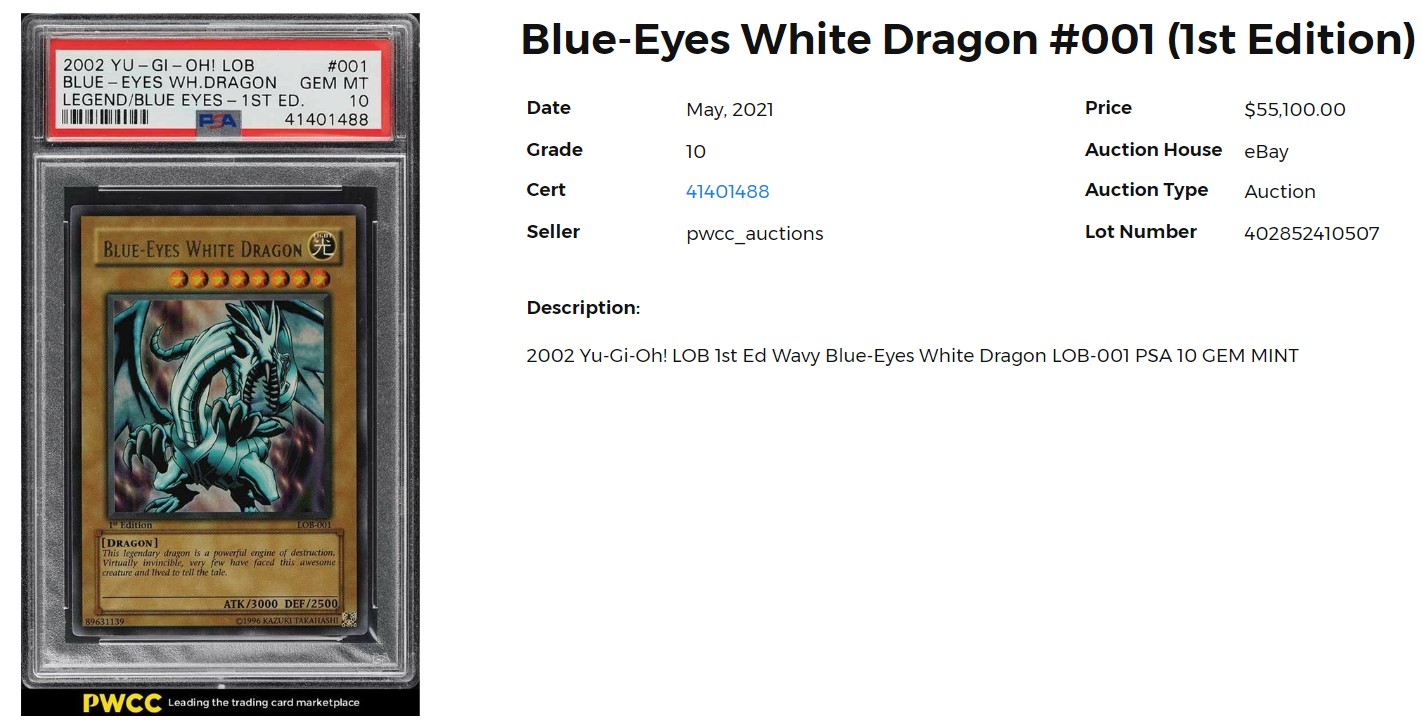 2002 YU-GI-OH! LOB #001
BLUE-EYES WH.DRAGON GEM MT
LEGEND/BLUE EYES-1ST ED. 10
PSA 41401488
BLUE-EYES WHITE DRAGON LIGHT 光
1st Edition LOB-001
[DRAGON]
This legendary dragon is a powerful engine of destruction.
Virtually invincible, very few have faced this awesome
creature and lived to tell the tale.
ATK/3000 DEF/2500
89631139 ©1996 KAZUKI TAKAHASHI
PWCC Leading the trading card marketplace
Blue-Eyes White Dragon #001 (1st Edition)
Date May, 2021 Price $55,100.00
Grade 10 Auction House eBay
Cert 41401488 Auction Type Auction
Seller pwcc_auctions Lot Number 402852410507
Description:
2002 Yu-Gi-Oh! LOB 1st Ed Wavy Blue-Eyes White Dragon LOB-001 PSA 10 GEM MINT